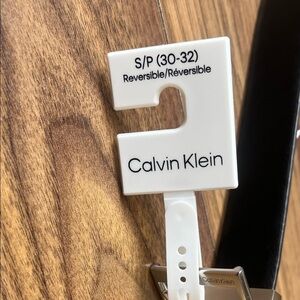 S/P (30-32)
Reversible/Réversible
Calvin Klein